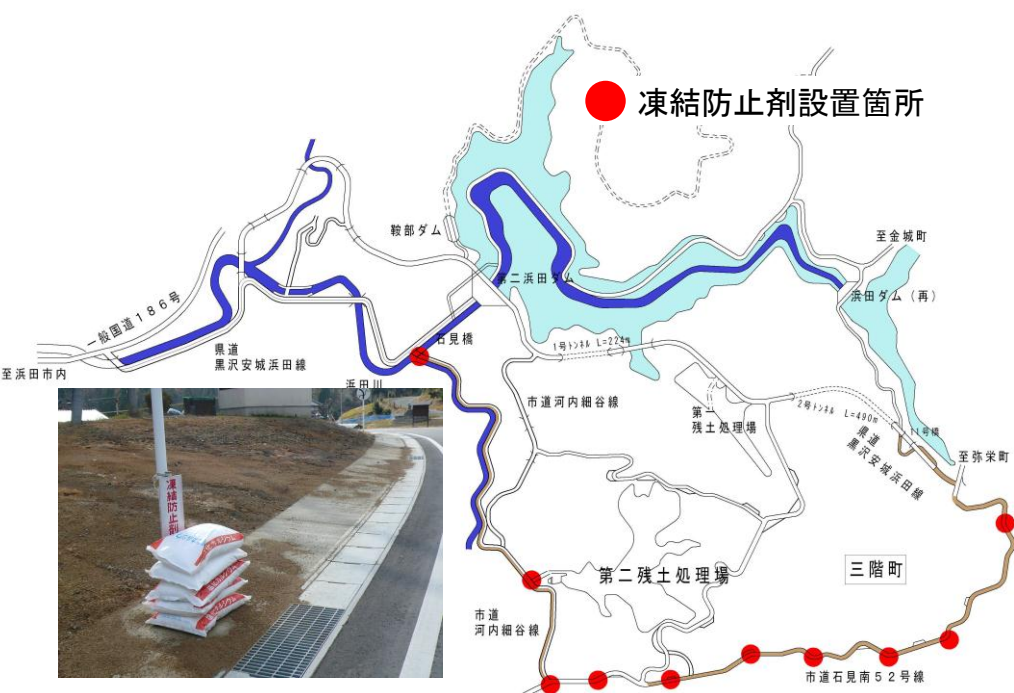 凍結防止剤設置箇所
鞍部ダム
至金城町
第二浜田ダム
浜田ダム（再）
一般国道１８６号
石見橋
1号トンネル L=224m
県道
黒沢安城浜田線
至浜田市内
浜田川
市道河内細谷線
第一
残土処理場
2号トンネル L=490m
県道
黒沢安城浜田線
11号橋
至弥栄町
凍結防止剤
第二残土処理場
三階町
市道
河内細谷線
市道石見南５２号線